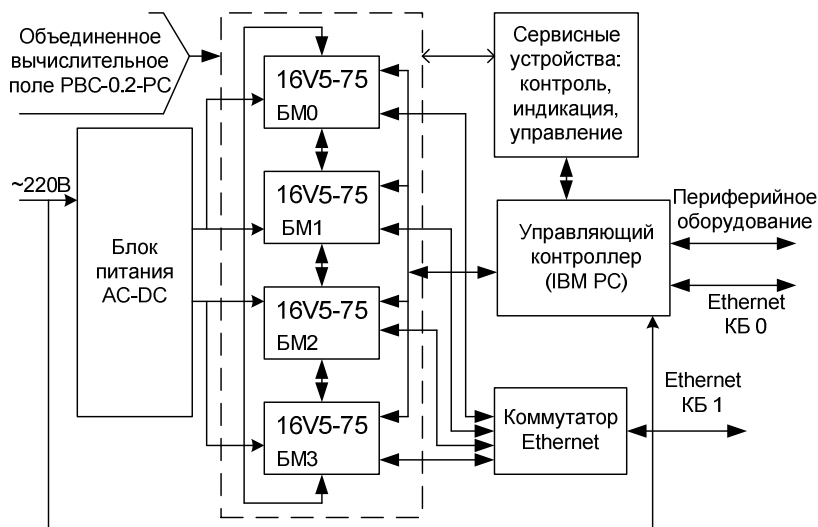 Объединенное
вычислительное
поле РВС-0.2-РС
~220В
Блок
питания
AC-DC
16V5-75
БМ0
16V5-75
БМ1
16V5-75
БМ2
16V5-75
БМ3
Сервисные
устройства:
контроль,
индикация,
управление
Управляющий
контроллер
(IBM PC)
Периферийное
оборудование
Ethernet
КБ 0
Коммутатор
Ethernet
Ethernet
КБ 1